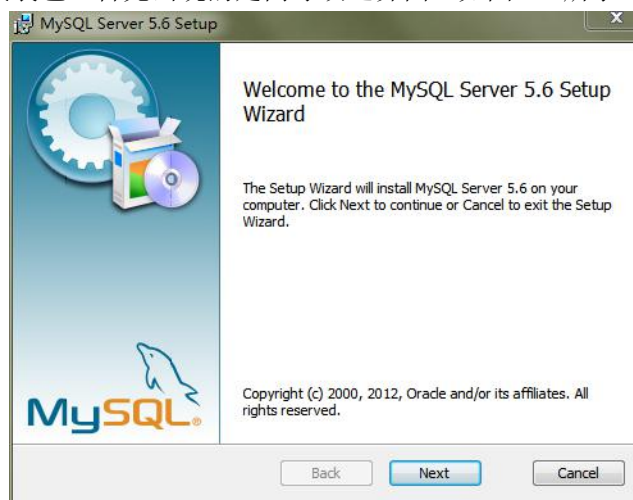 MySQL Server 5.6 Setup
Welcome to the MySQL Server 5.6 Setup
Wizard
The Setup Wizard will install MySQL Server 5.6 on your
computer. Click Next to continue or Cancel to exit the Setup
Wizard.
MySQL®
Copyright (c) 2000, 2012, Oracle and/or its affiliates. All
rights reserved.
Back
Next
Cancel